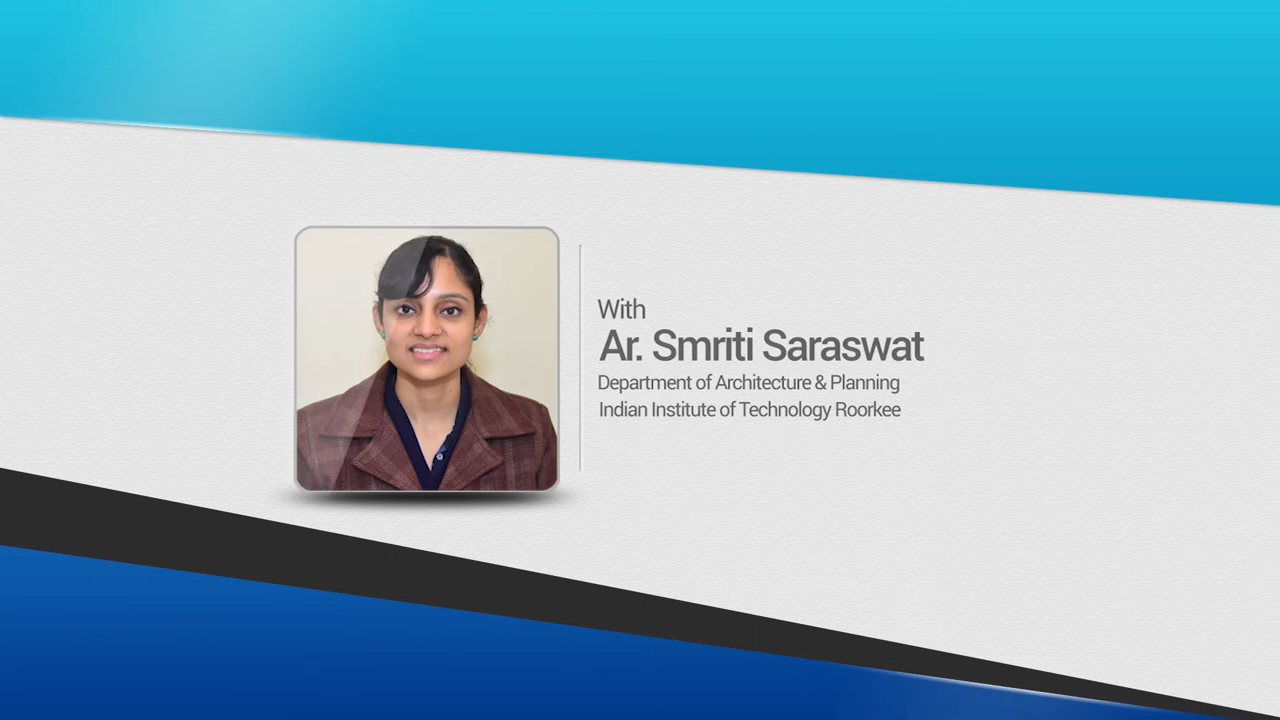 With
Ar. Smriti Saraswat
Department of Architecture & Planning
Indian Institute of Technology Roorkee